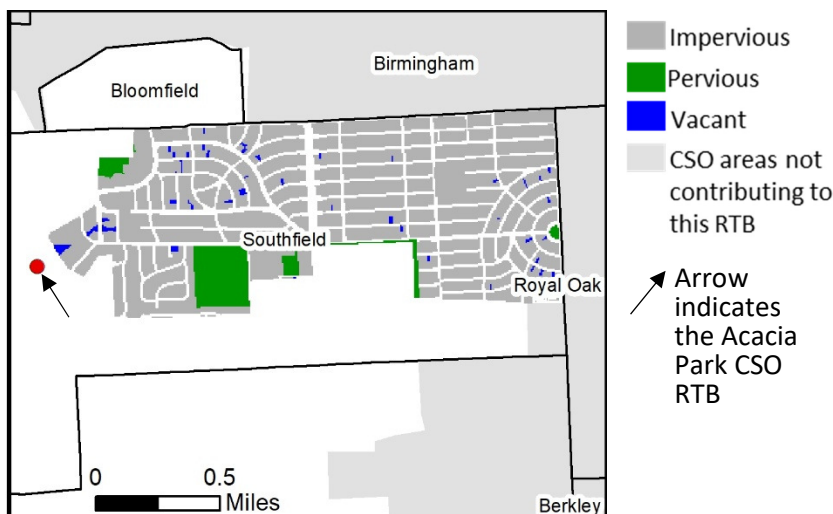 Birmingham
Bloomfield
Southfield
Royal Oak
0 0.5
Miles
Berkley
Impervious
Pervious
Vacant
CSO areas not
contributing to
this RTB
Arrow
indicates
the Acacia
Park CSO
RTB